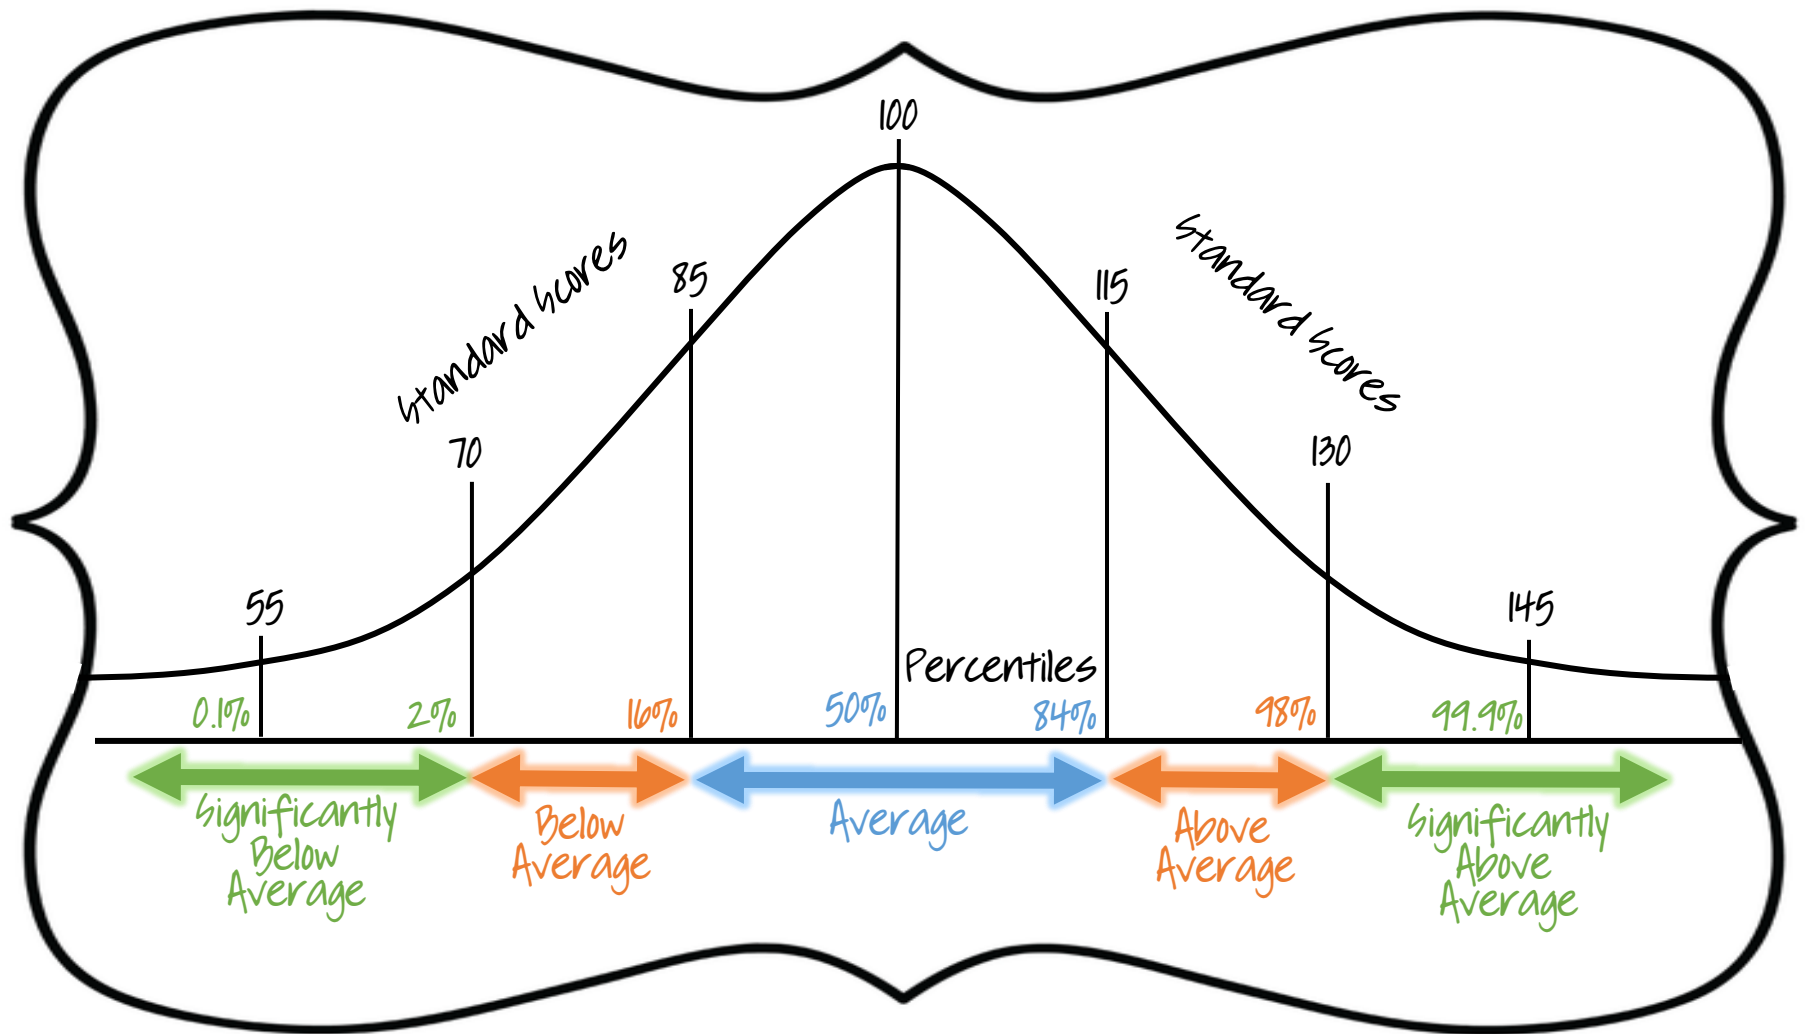 100
Standard Scores
Standard Scores
85
115
70
130
55
145
Percentiles
0.1%
2%
16%
50%
84%
98%
99.9%
Significantly
Below
Average
Below
Average
Average
Above
Average
Significantly
Above
Average